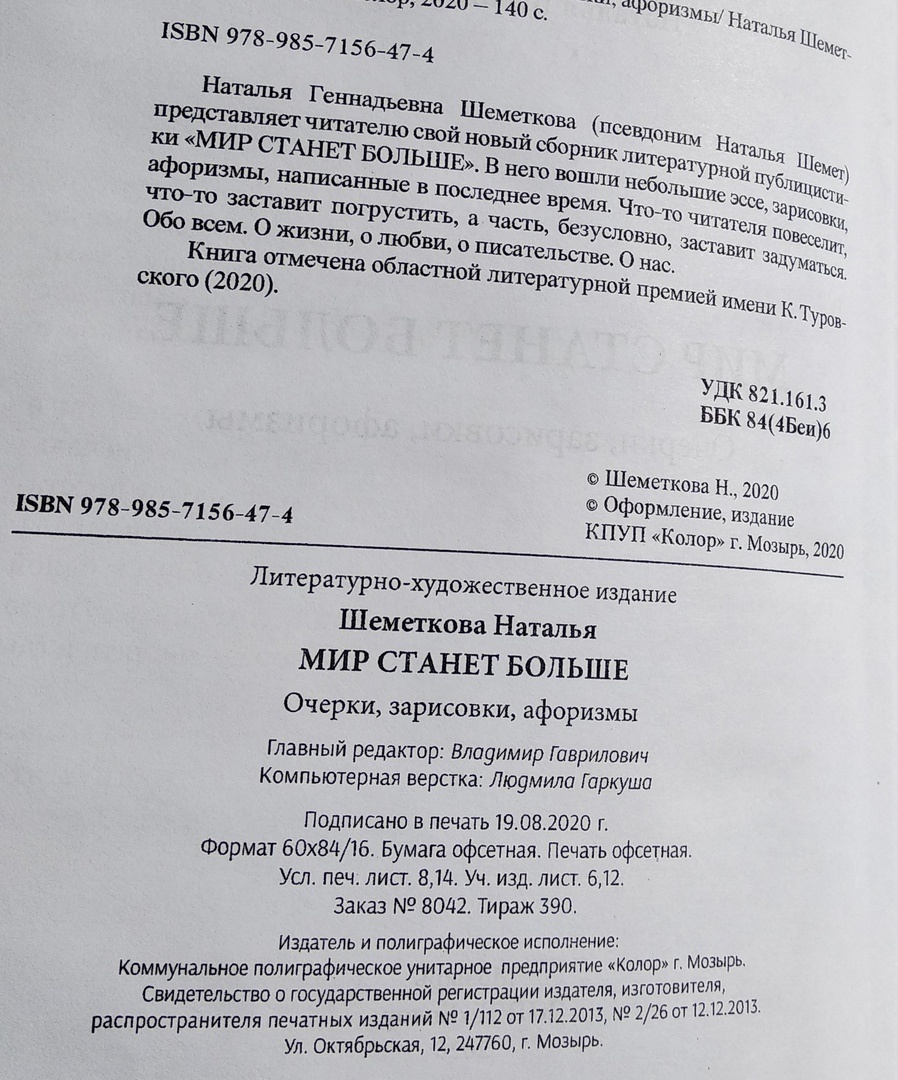 афоризмы/ Наталья Шемет-
2020 – 140 с.
ISBN 978-985-7156-47-4
Наталья Геннадьевна Шеметкова (псевдоним Наталья Шемет)
представляет читателю свой новый сборник литературной публицисти-
ки «МИР СТАНЕТ БОЛЬШЕ». В него вошли небольшие эссе, зарисовки,
афоризмы, написанные в последнее время. Что-то читателя повеселит,
что-то заставит погрустить, а часть, безусловно, заставит задуматься.
Обо всем. О жизни, о любви, о писательстве. О нас.
Книга отмечена областной литературной премией имени К. Туров-
ского (2020).
УДК 821.161.3
ББК 84(4Беи)6
© Шеметкова Н., 2020
© Оформление, издание
КПУП «Колор» г. Мозырь, 2020
ISBN 978-985-7156-47-4
Литературно-художественное издание
Шеметкова Наталья
МИР СТАНЕТ БОЛЬШЕ
Очерки, зарисовки, афоризмы
Главный редактор: Владимир Гаврилович
Компьютерная верстка: Людмила Гаркуша
Подписано в печать 19.08.2020 г.
Формат 60х84/16. Бумага офсетная. Печать офсетная.
Усл. печ. лист. 8,14. Уч. изд. лист. 6,12.
Заказ № 8042. Тираж 390.
Издатель и полиграфическое исполнение:
Коммунальное полиграфическое унитарное предприятие «Колор» г. Мозырь.
Свидетельство о государственной регистрации издателя, изготовителя,
распространителя печатных изданий № 1/112 от 17.12.2013, № 2/26 от 12.12.2013.
Ул. Октябрьская, 12, 247760, г. Мозырь.